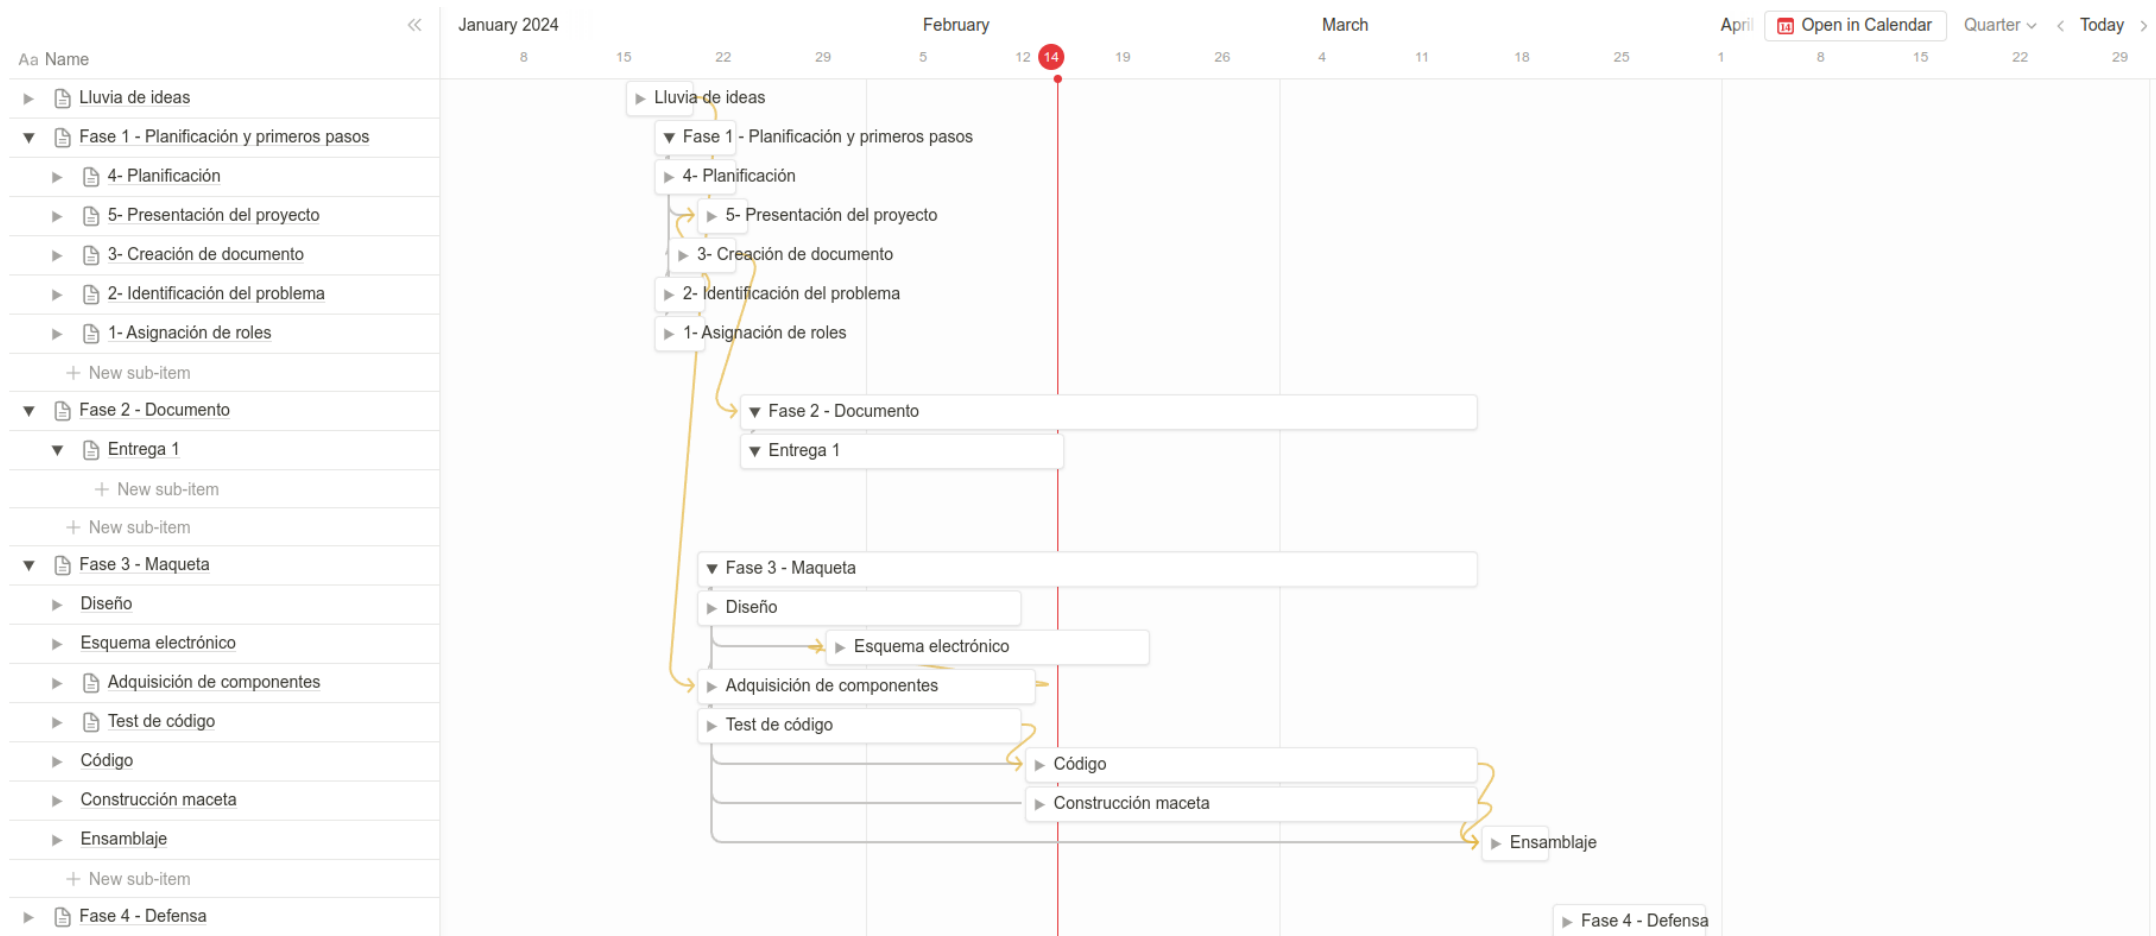 January 2024 February March April Open in Calendar Quarter Today
Aa Name 8 15 22 29 5 12 14 19 26 4 11 18 25 1 8 15 22 29
Lluvia de ideas Lluvia de ideas
Fase 1 - Planificación y primeros pasos Fase 1 - Planificación y primeros pasos
4- Planificación 4- Planificación
5- Presentación del proyecto 5- Presentación del proyecto
3- Creación de documento 3- Creación de documento
2- Identificación del problema 2- Identificación del problema
1- Asignación de roles 1- Asignación de roles
New sub-item
Fase 2 - Documento Fase 2 - Documento
Entrega 1 Entrega 1
New sub-item
New sub-item
Fase 3 - Maqueta Fase 3 - Maqueta
Diseño Diseño
Esquema electrónico Esquema electrónico
Adquisición de componentes Adquisición de componentes
Test de código Test de código
Código Código
Construcción maceta Construcción maceta
Ensamblaje Ensamblaje
New sub-item
Fase 4 - Defensa Fase 4 - Defensa